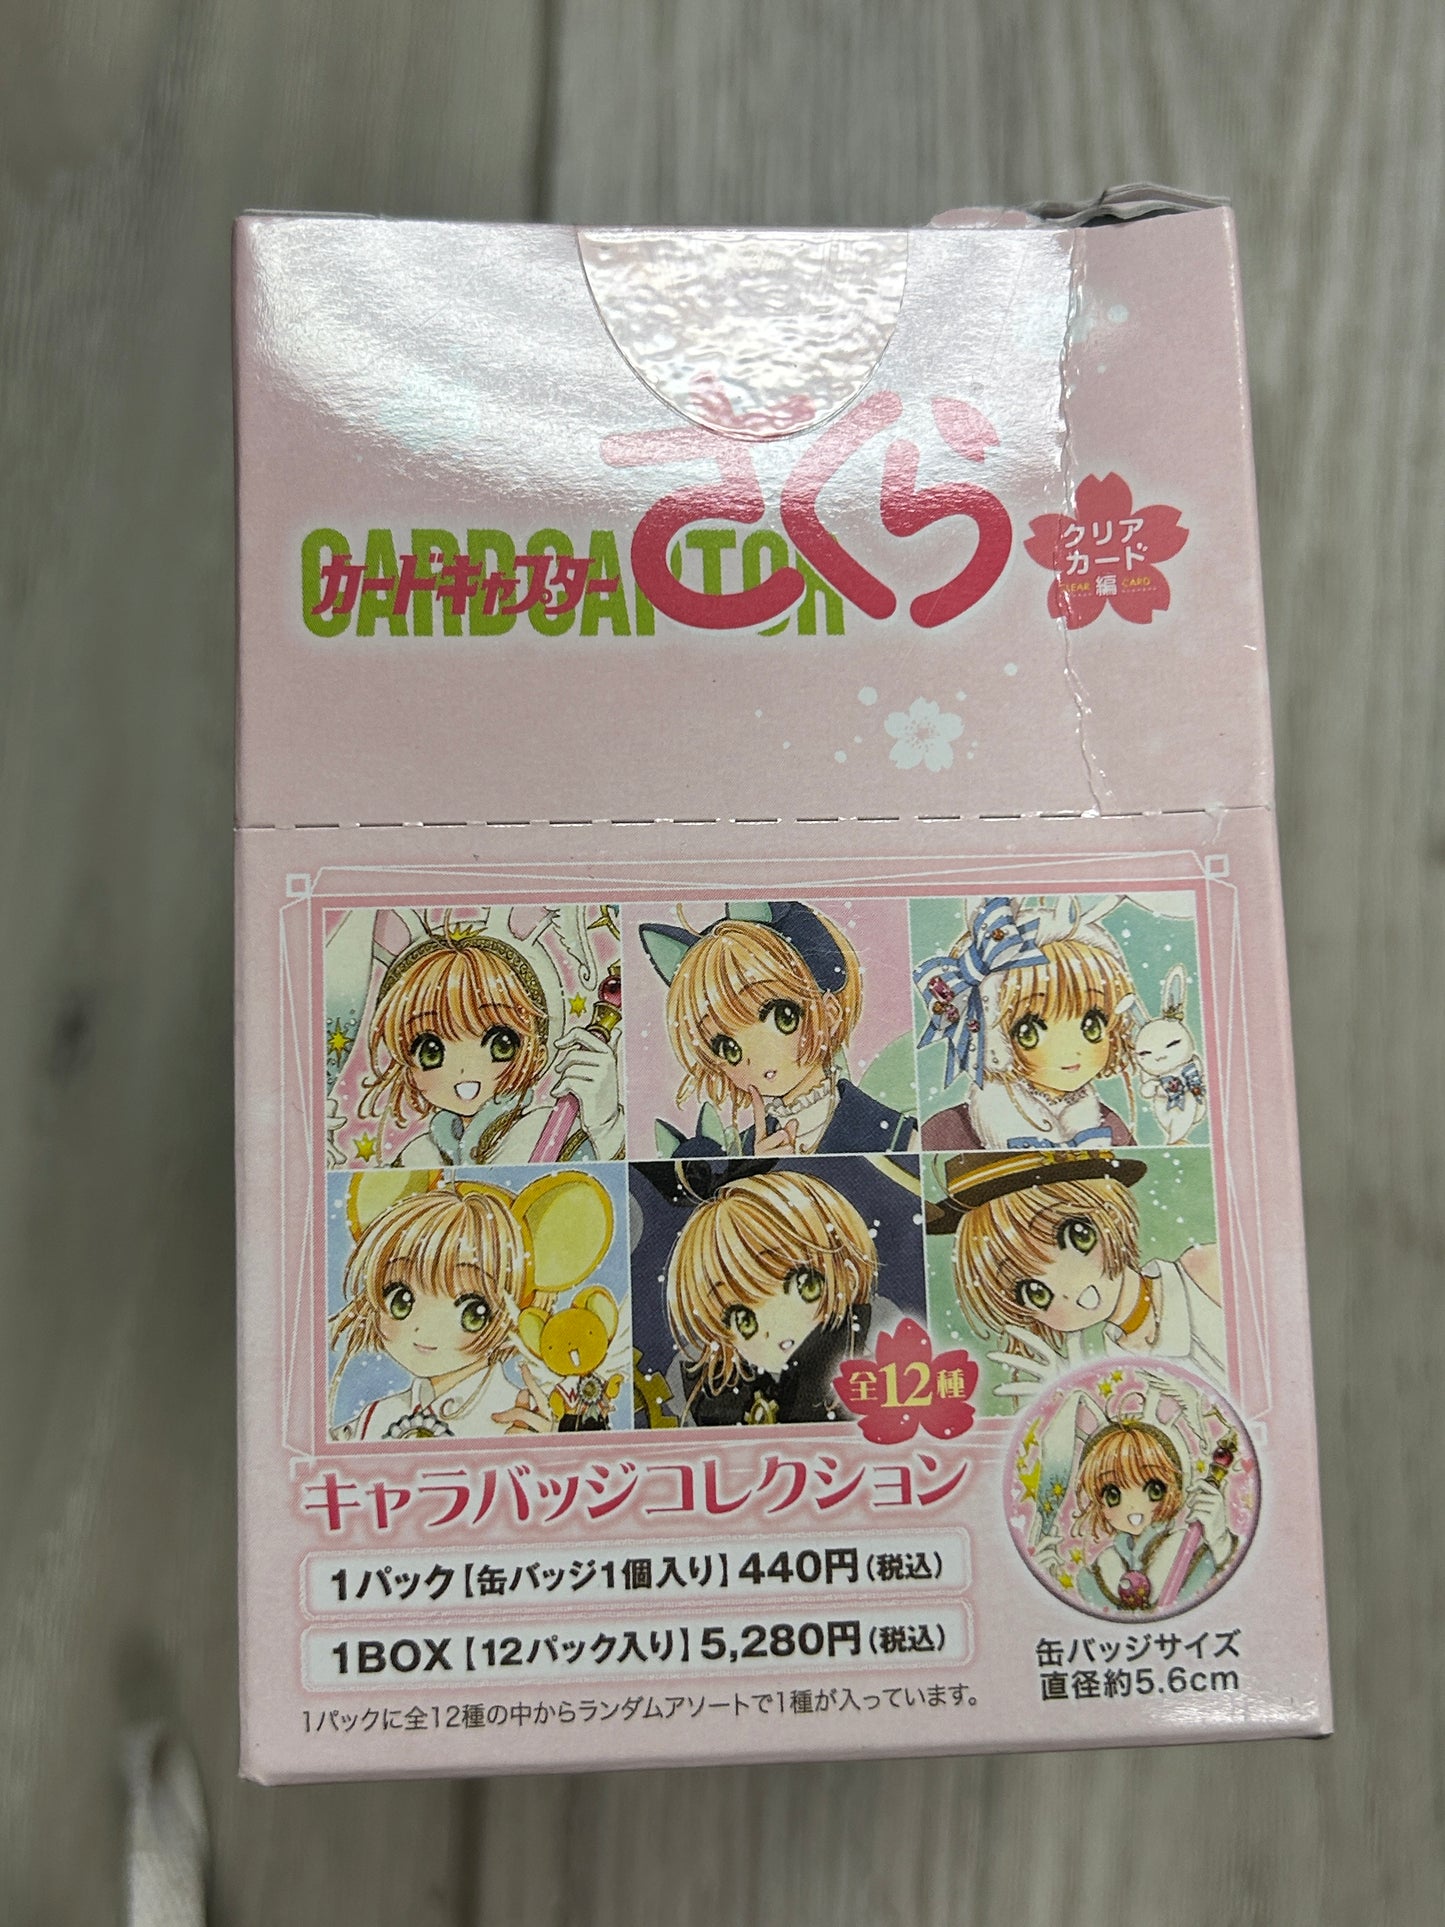 さくら
CARDCAPTOR
カードキャプター
クリア
カード
編
CLEAR CARD
全12種
キャラバッジコレクション
1パック【缶バッジ1個入り】440円(税込)
1BOX【12パック入り】5,280円(税込)
1パックに全12種の中からランダムアソートで1種が入っています。
缶バッジサイズ
直径約5.6cm